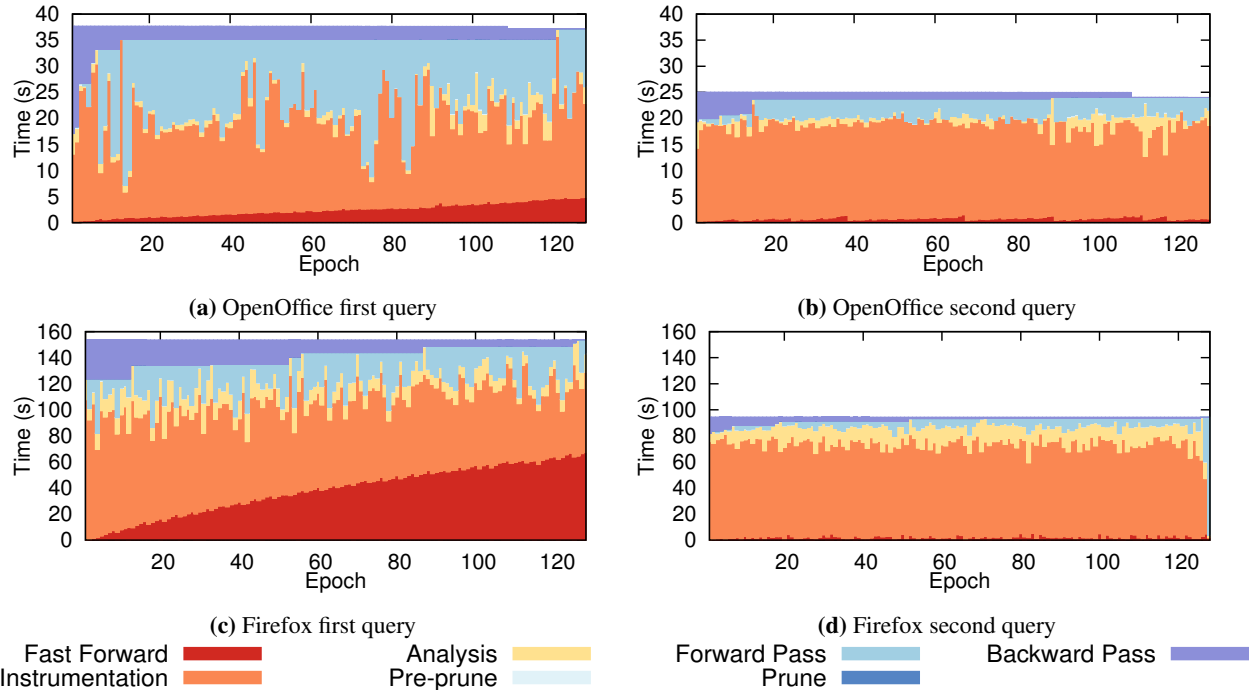 40
35
30
25
20
15
10
5
0
Time (s)
20 40 60 80 100 120
Epoch
(a) OpenOffice first query
40
35
30
25
20
15
10
5
0
Time (s)
20 40 60 80 100 120
Epoch
(b) OpenOffice second query
160
140
120
100
80
60
40
20
0
Time (s)
20 40 60 80 100 120
Epoch
(c) Firefox first query
160
140
120
100
80
60
40
20
0
Time (s)
20 40 60 80 100 120
Epoch
(d) Firefox second query
Fast Forward Analysis Forward Pass Backward Pass
Instrumentation Pre-prune Prune